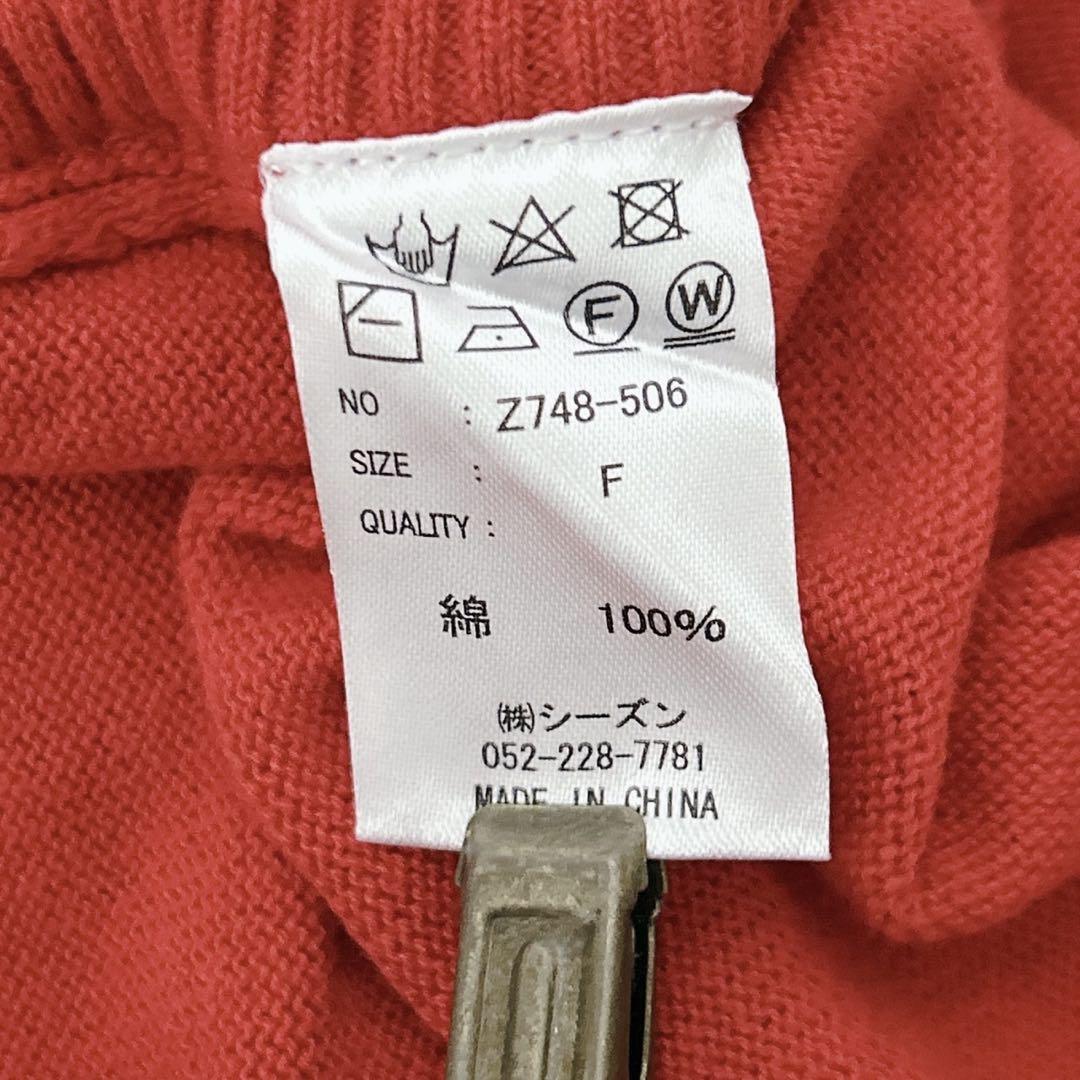 F W
NO : Z748-506
SIZE : F
QUALITY :
綿 100%
㈱シーズン
052-228-7781
MADE IN CHINA